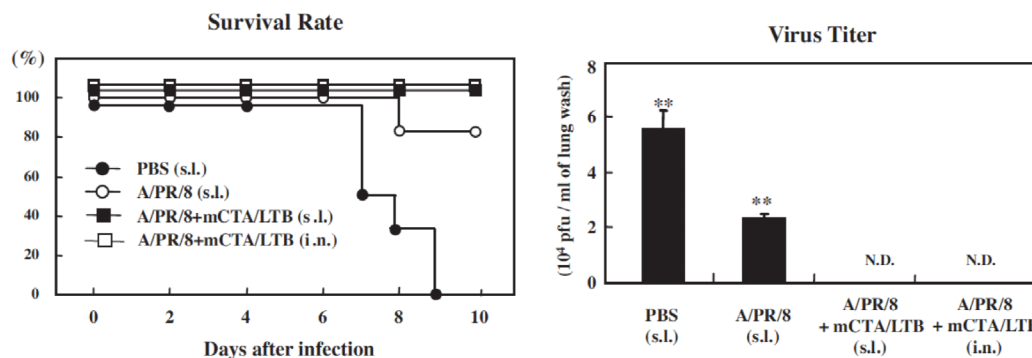 Survival Rate
(%)
100
80
60
40
20
0
PBS (s.l.)
A/PR/8 (s.l.)
A/PR/8+mCTA/LTB (s.l.)
A/PR/8+mCTA/LTB (i.n.)
0 2 4 6 8 10
Days after infection
Virus Titer
(10⁴ pfu / ml of lung wash)
8
6
4
2
0
**
**
N.D.
N.D.
PBS
(s.l.)
A/PR/8
(s.l.)
A/PR/8
+ mCTA/LTB
(s.l.)
A/PR/8
+ mCTA/LTB
(i.n.)